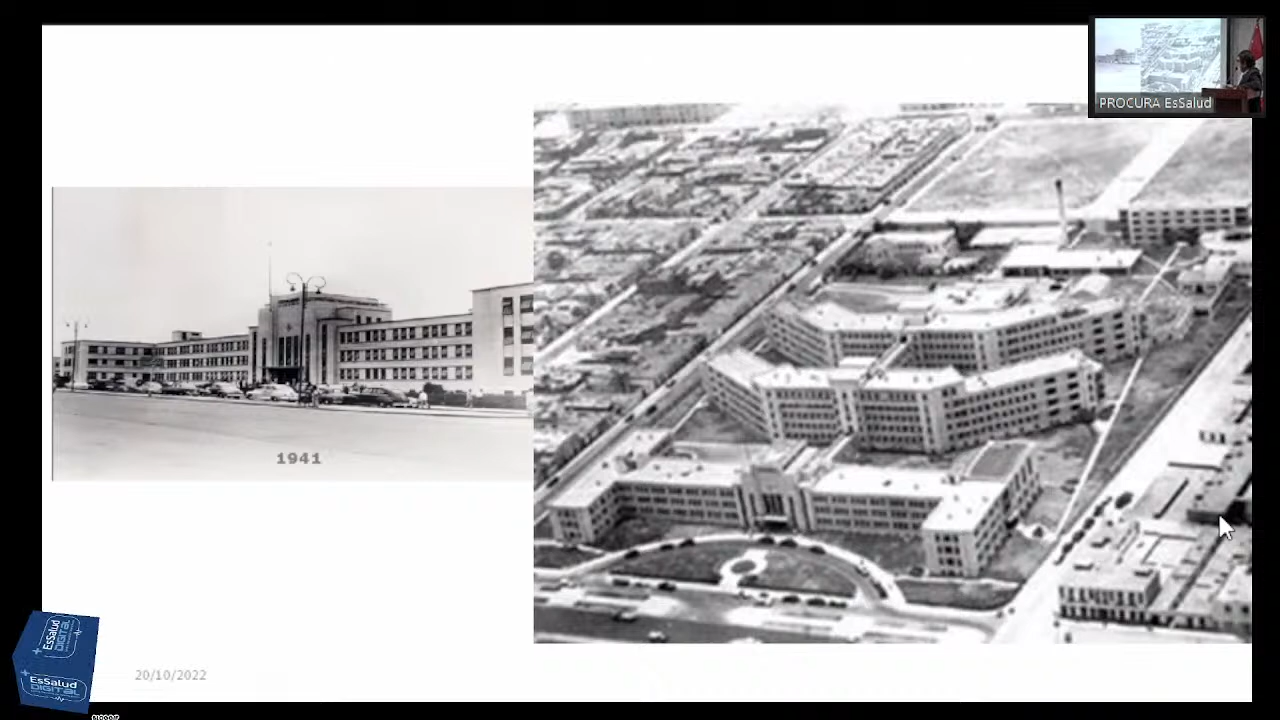 PROCURA EsSalud
1941
EsSalud
DIGITAL
EsSalud
DIGITAL
20/10/2022